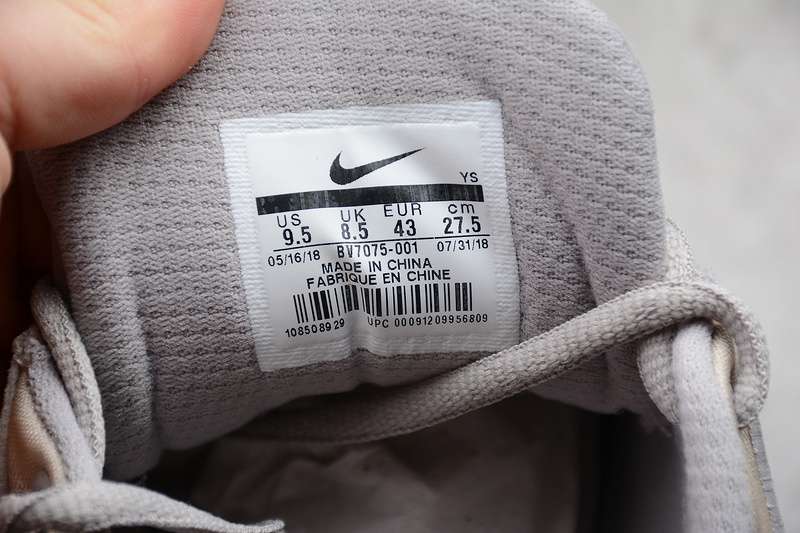 YS
US UK EUR cm
9.5 8.5 43 27.5
05/16/18 BV7075-001 07/31/18
MADE IN CHINA
FABRIQUE EN CHINE
108508929 UPC 00091209956809